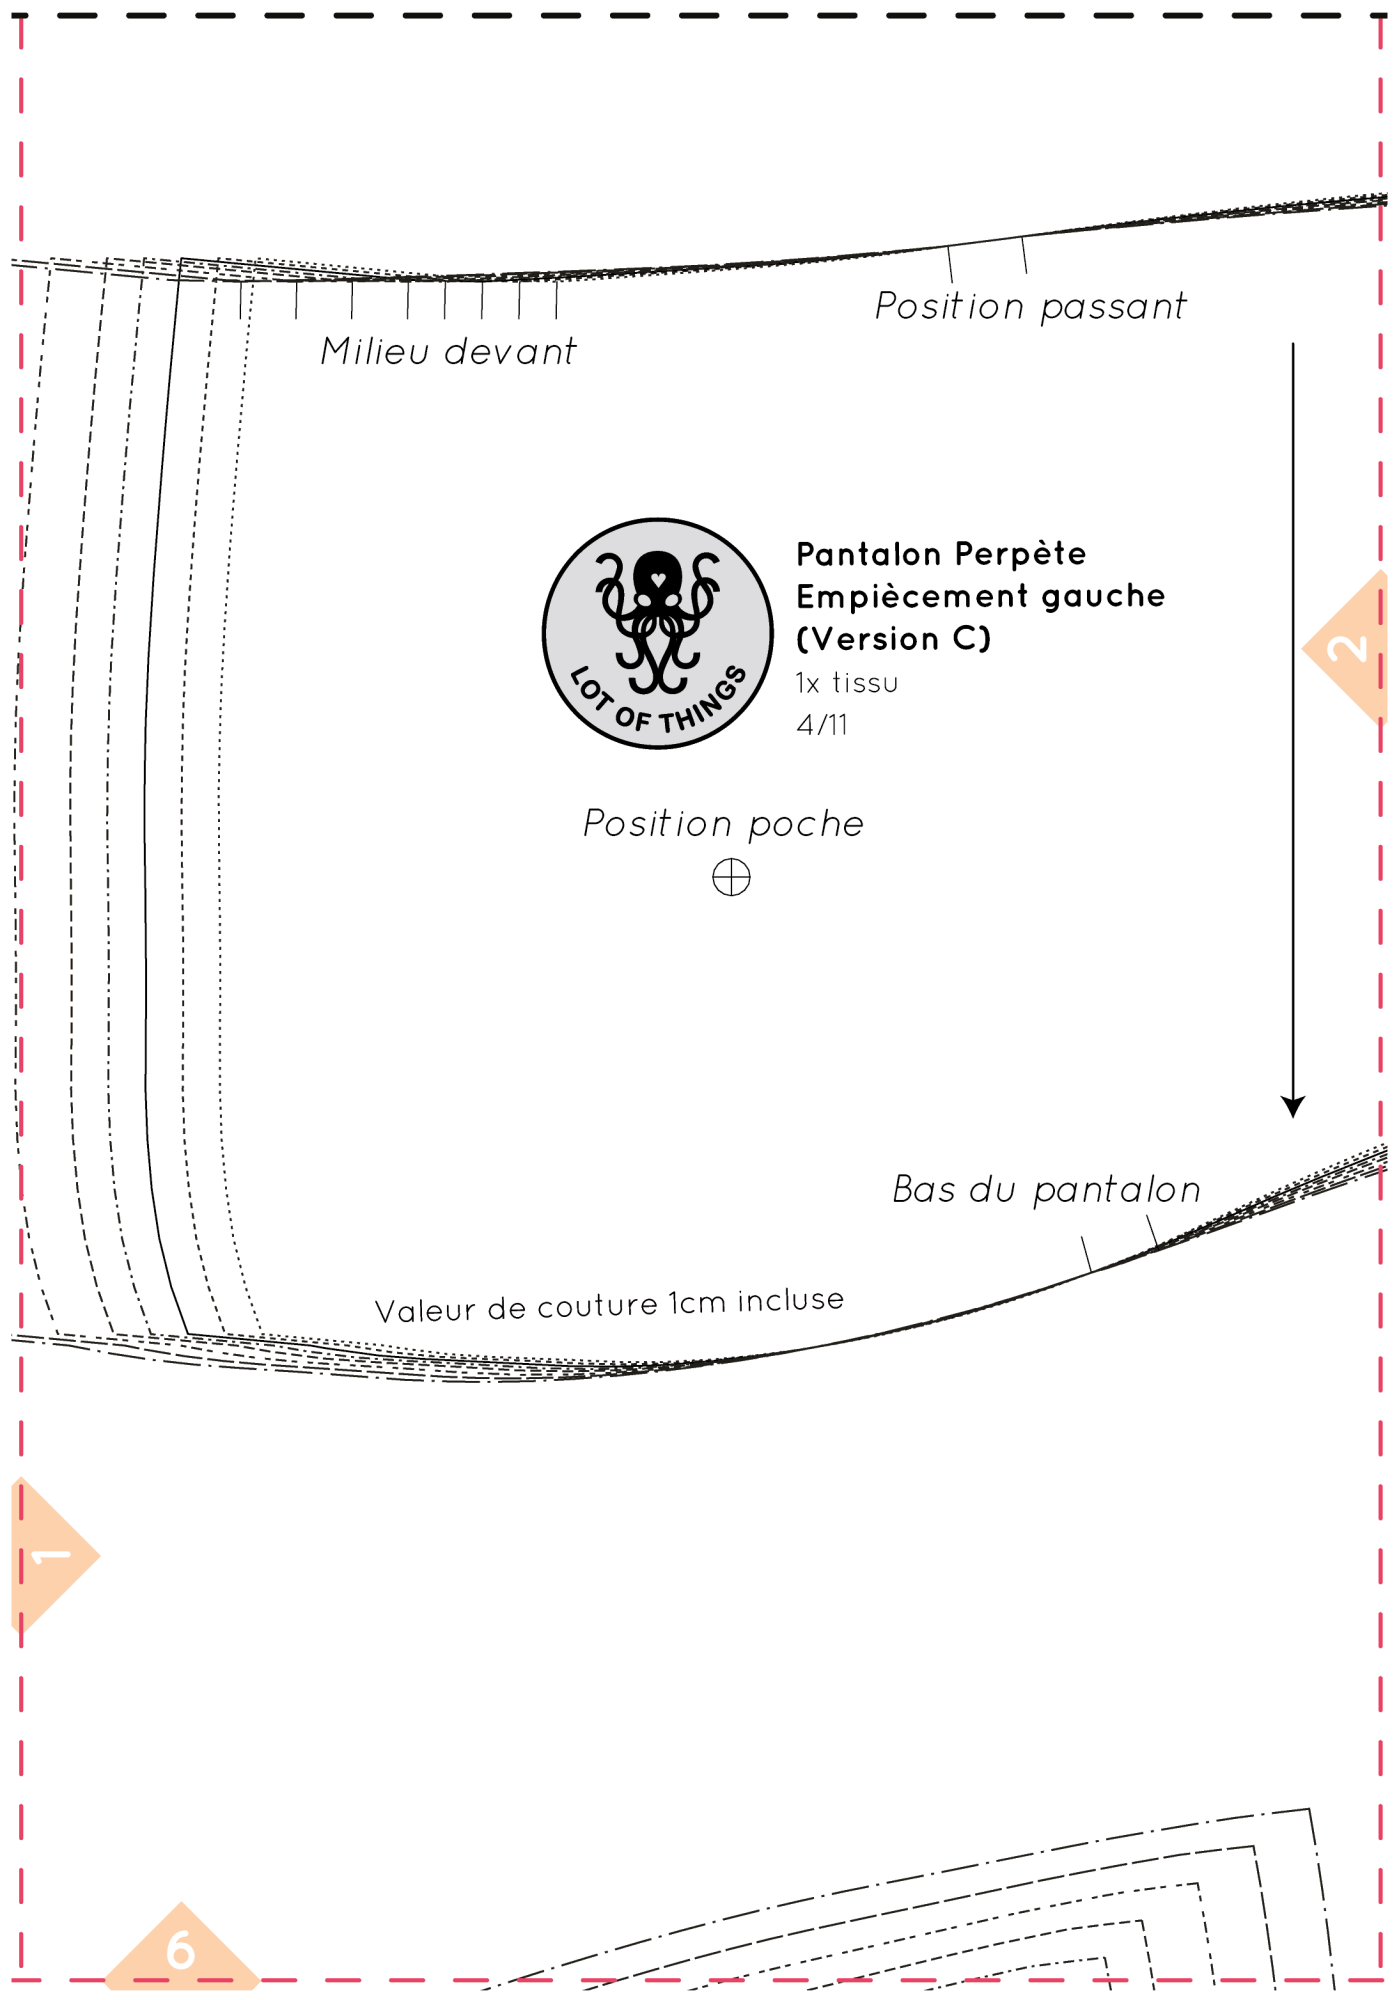 Position passant
Milieu devant
Pantalon Perpète
Empiècement gauche
(Version C)
1x tissu
4/11
LOT OF THINGS
2
Position poche
Bas du pantalon
Valeur de couture 1cm incluse
1
6